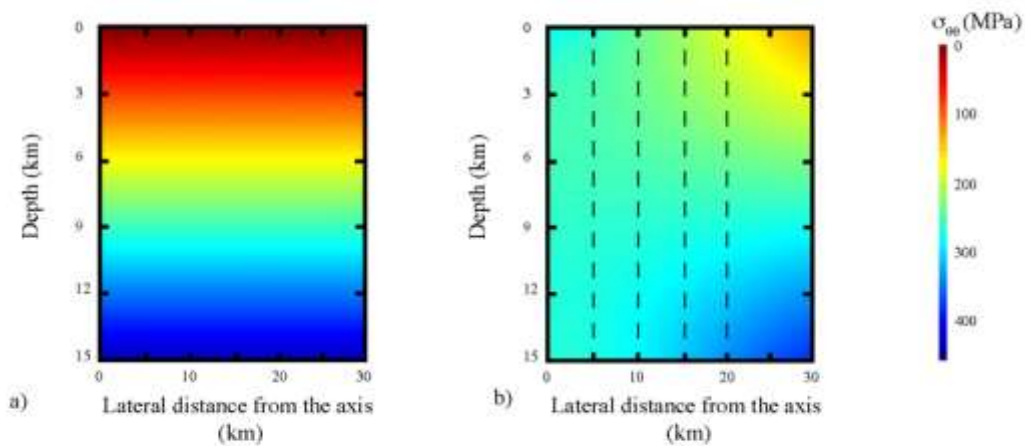 0
3
6
9
12
15
0
10
20
30
Depth (km)
Lateral distance from the axis
(km)
a)
0
3
6
9
12
15
0
10
20
30
Depth (km)
Lateral distance from the axis
(km)
b)
σθθ (MPa)
0
100
200
300
400